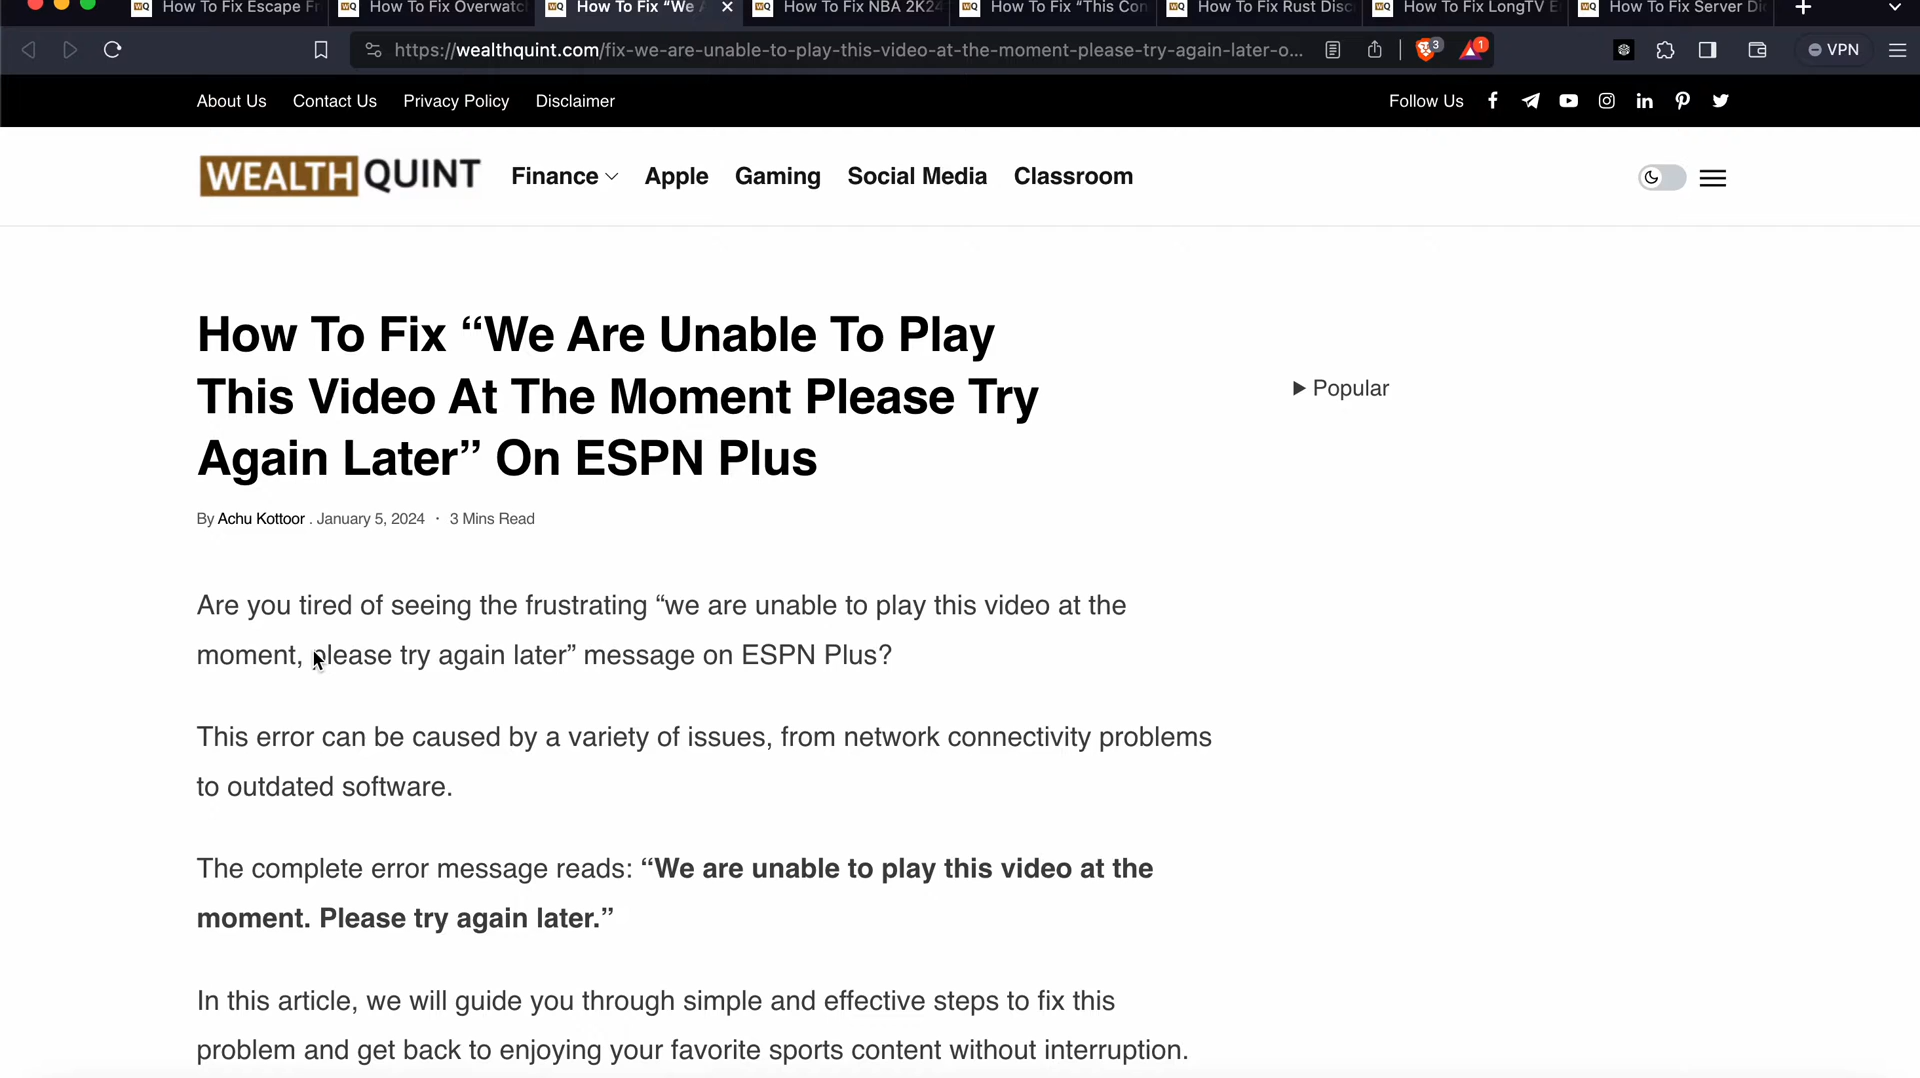 How To Fix Escape Fr
How To Fix Overwatc
How To Fix “We A
How To Fix NBA 2K24
How To Fix “This Con
How To Fix Rust Disc
How To Fix LongTV E
How To Fix Server Di
https://wealthquint.com/fix-we-are-unable-to-play-this-video-at-the-moment-please-try-again-later-o...
3
1
VPN
About Us Contact Us Privacy Policy Disclaimer
Follow Us
WEALTH QUINT
Finance Apple Gaming Social Media Classroom
How To Fix “We Are Unable To Play
This Video At The Moment Please Try
Again Later” On ESPN Plus
Popular
By Achu Kottoor . January 5, 2024 · 3 Mins Read
Are you tired of seeing the frustrating “we are unable to play this video at the
moment, please try again later” message on ESPN Plus?
This error can be caused by a variety of issues, from network connectivity problems
to outdated software.
The complete error message reads: “We are unable to play this video at the
moment. Please try again later.”
In this article, we will guide you through simple and effective steps to fix this
problem and get back to enjoying your favorite sports content without interruption.